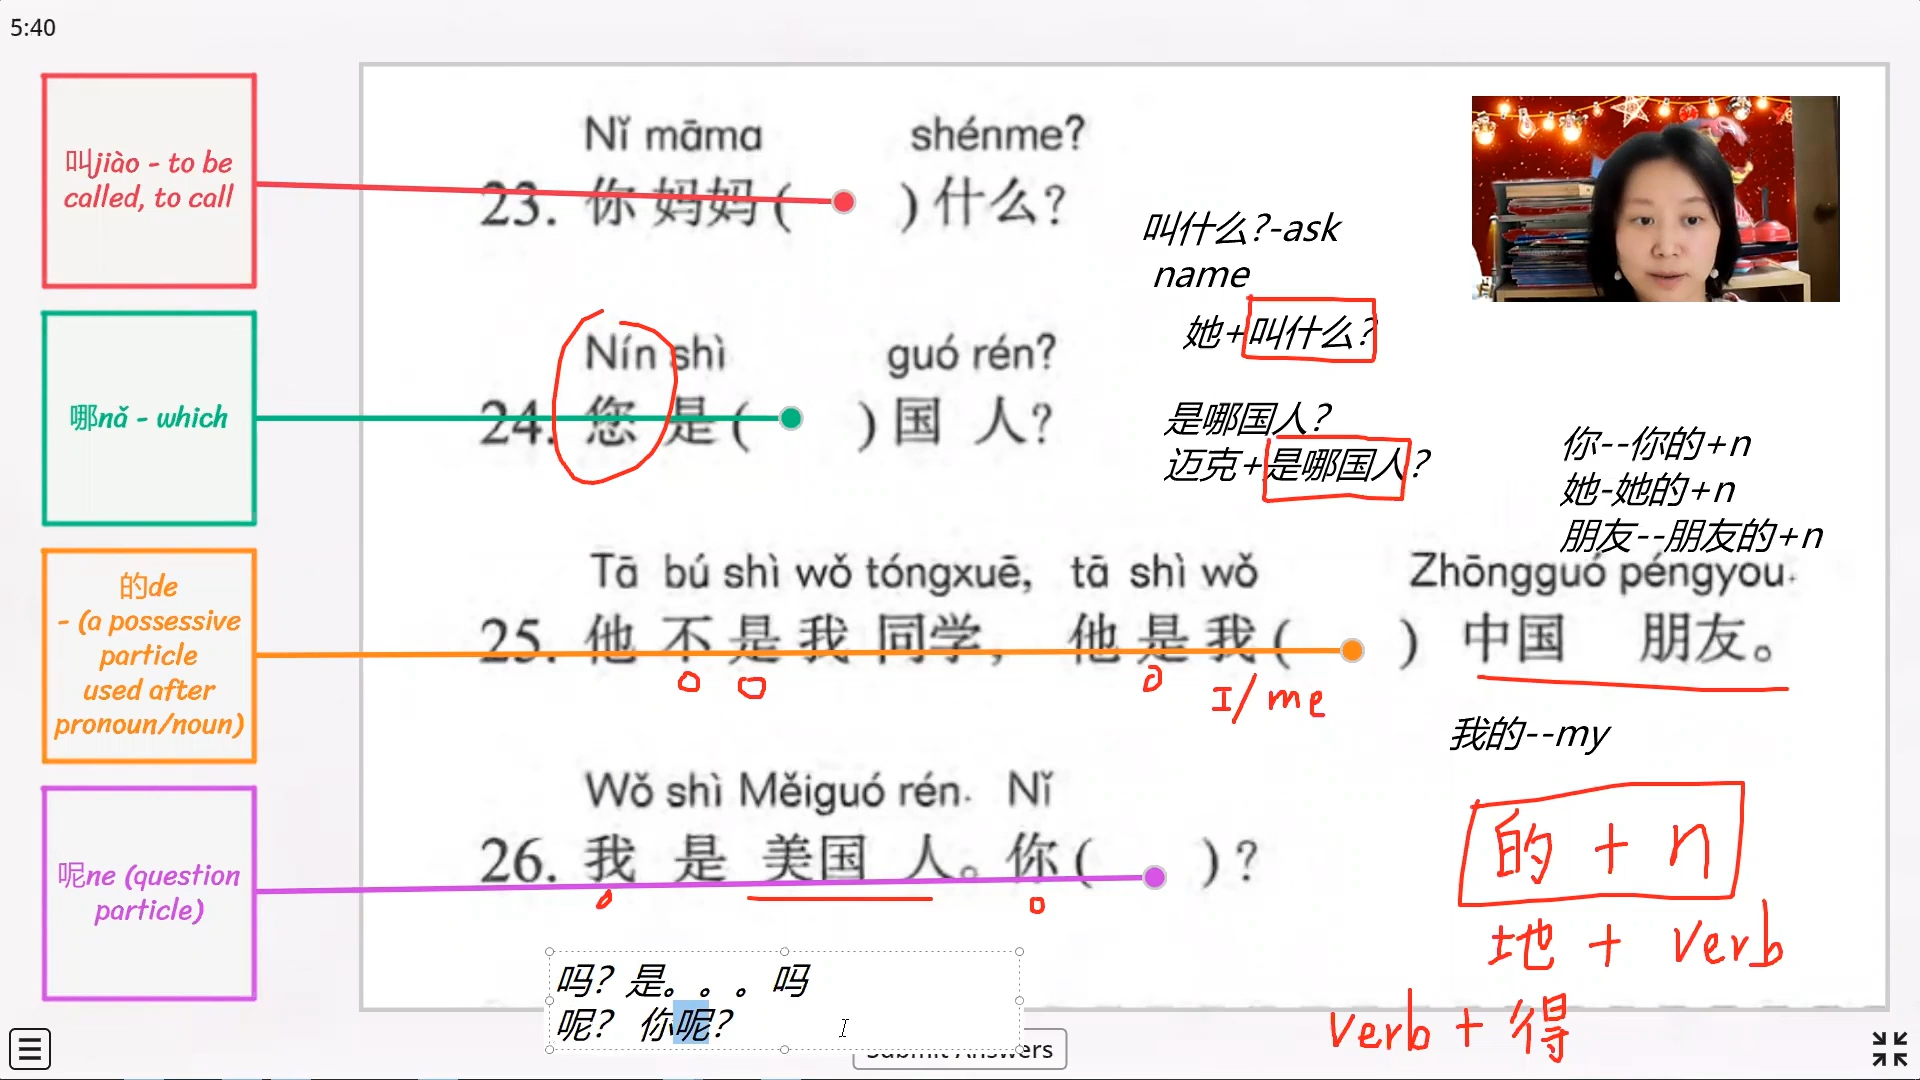 5:40
叫jiào - to be
called, to call
哪nǎ - which
的de
- (a possessive
particle
used after
pronoun/noun)
呢ne (question
particle)
Nǐ māma shénme?
23. 你 妈妈 ( ) 什么?
Nín shì guó rén?
24. 您 是 ( ) 国 人?
Tā bú shì wǒ tóngxuē, tā shì wǒ Zhōngguó péngyou.
25. 他 不 是 我 同学, 他 是 我 ( ) 中国 朋友。
I/me
Wǒ shì Měiguó rén. Nǐ
26. 我 是 美国 人。你 ( ) ?
叫什么?-ask
name
她+叫什么?
是哪国人?
迈克+是哪国人?
你--你的+n
她-她的+n
朋友--朋友的+n
我的--my
的 + n
地 + verb
verb + 得
吗? 是。。。吗
呢? 你呢?
Submit Answers